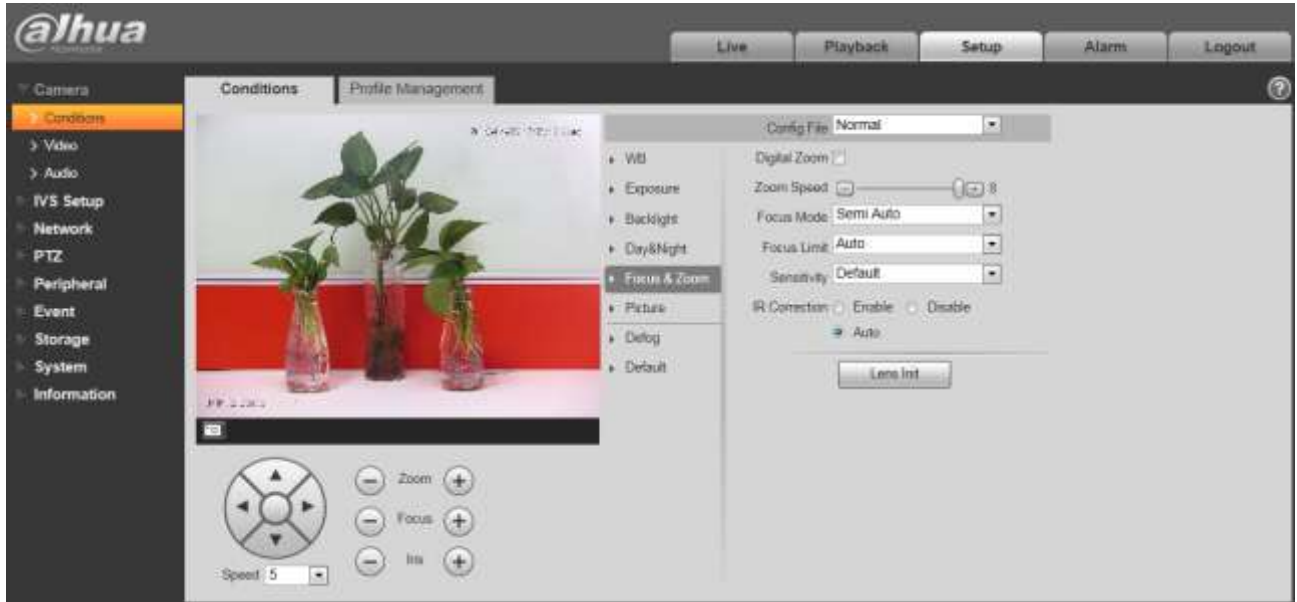 alhua
Live
Playback
Setup
Alarm
Logout
Camera
Conditions
Video
Audio
IVS Setup
Network
PTZ
Peripheral
Event
Storage
System
Information
Conditions
Profile Management
WB
Exposure
Backlight
Day&Night
Focus & Zoom
Picture
Defog
Default
Config File Normal
Digital Zoom
Zoom Speed 8
Focus Mode Semi Auto
Focus Limit Auto
Sensitivity Default
IR Correction Enable Disable
Auto
Lens Init
Zoom
Focus
Iris
Speed 5